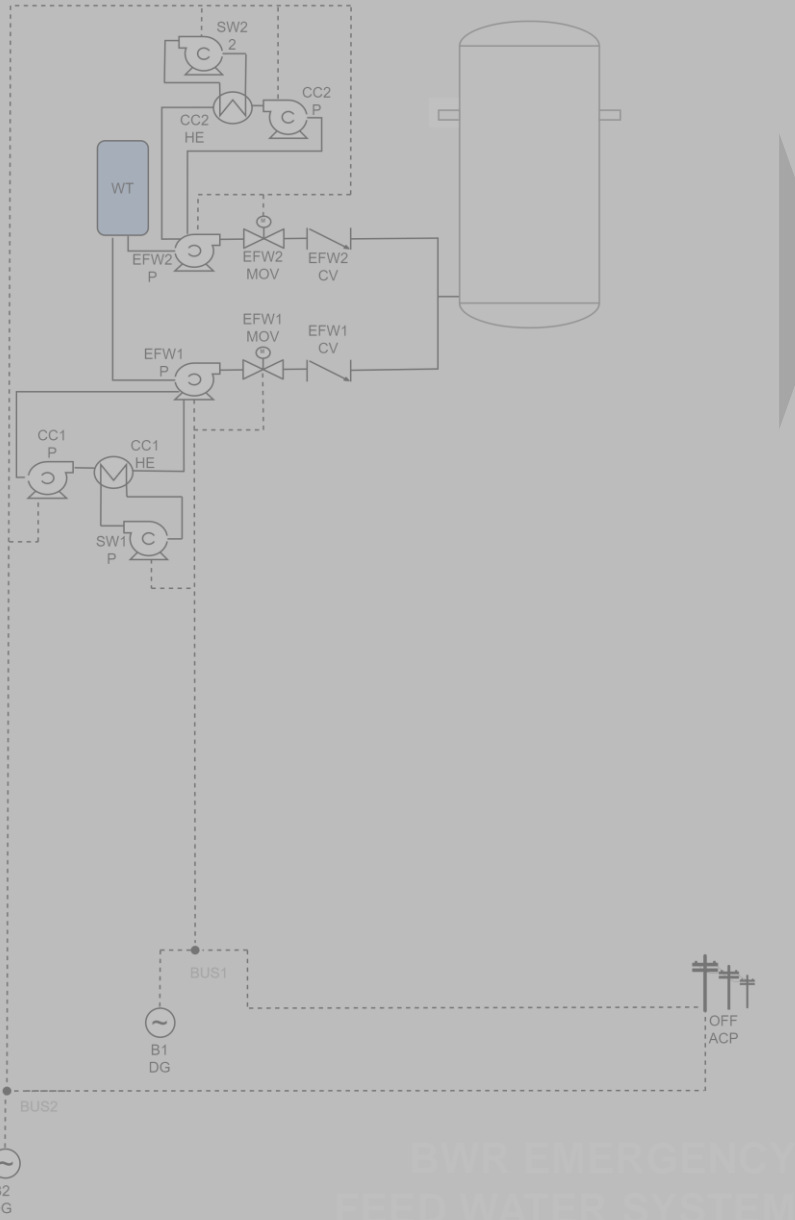 SW2
2
CC2
P
CC2
HE
WT
EFW2
P
EFW2
MOV
EFW2
CV
EFW1
MOV
EFW1
CV
EFW1
P
CC1
P
CC1
HE
SW1
P
BUS1
OFF
ACP
B1
DG
BUS2
BWR EMERGENCY
FEED WATER SYSTEM